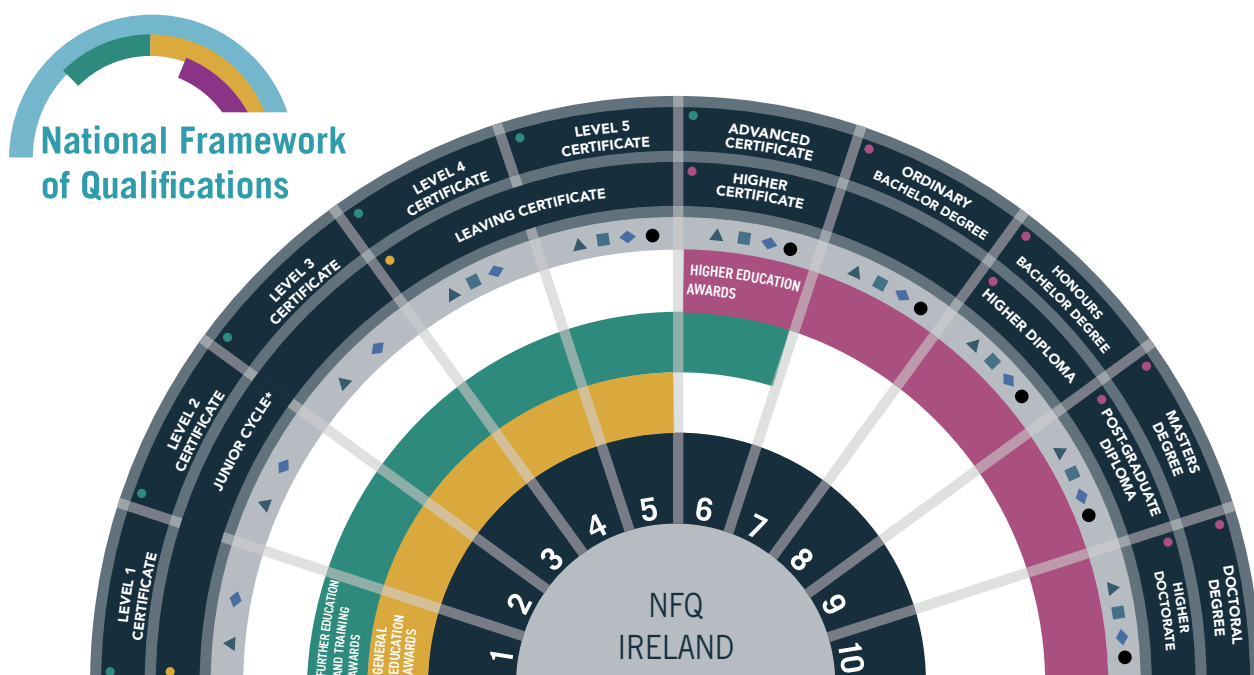 National Framework
of Qualifications
LEVEL 1
CERTIFICATE
LEVEL 2
CERTIFICATE
LEVEL 3
CERTIFICATE
LEVEL 4
CERTIFICATE
LEVEL 5
CERTIFICATE
ADVANCED
CERTIFICATE
ORDINARY
BACHELOR DEGREE
HONOURS
BACHELOR DEGREE
MASTERS
DEGREE
DOCTORAL
DEGREE
JUNIOR CYCLE*
LEAVING CERTIFICATE
HIGHER
CERTIFICATE
HIGHER DIPLOMA
POST-GRADUATE
DIPLOMA
HIGHER
DOCTORATE
HIGHER EDUCATION
AWARDS
FURTHER EDUCATION
AND TRAINING
AWARDS
GENERAL
EDUCATION
AWARDS
1
2
3
4
5
6
7
8
9
10
NFQ
IRELAND